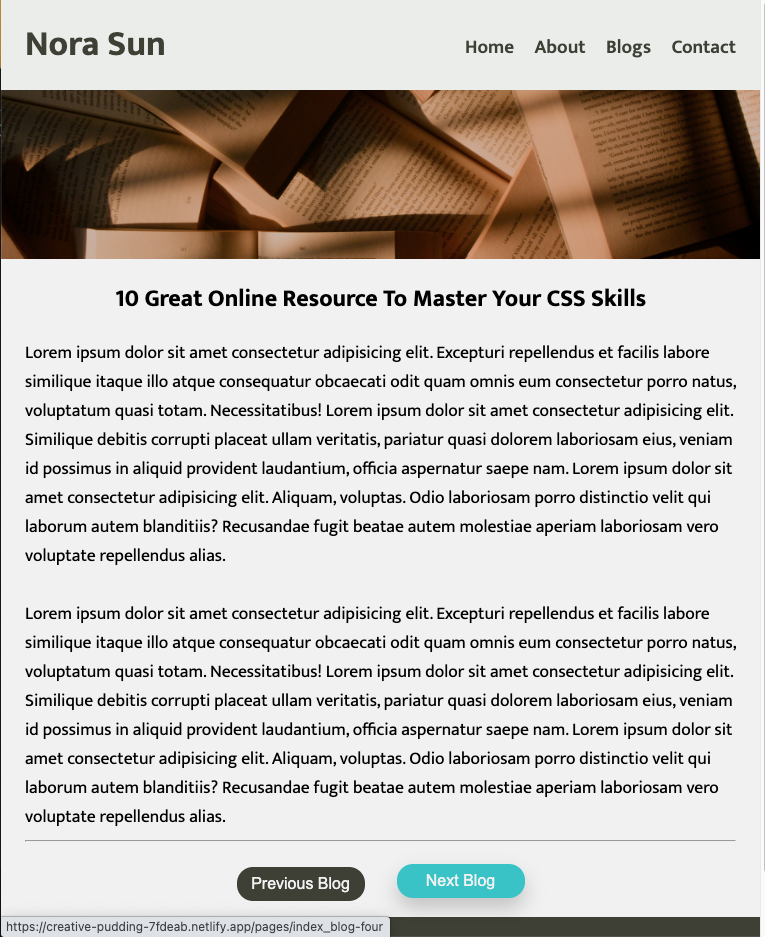 Nora Sun
Home About Blogs Contact
10 Great Online Resource To Master Your CSS Skills
Lorem ipsum dolor sit amet consectetur adipisicing elit. Excepturi repellendus et facilis labore
similique itaque illo atque consequatur obcaecati odit quam omnis eum consectetur porro natus,
voluptatum quasi totam. Necessitatibus! Lorem ipsum dolor sit amet consectetur adipisicing elit.
Similique debitis corrupti placeat ullam veritatis, pariatur quasi dolorem laboriosam eius, veniam
id possimus in aliquid provident laudantium, officia aspernatur saepe nam. Lorem ipsum dolor sit
amet consectetur adipisicing elit. Aliquam, voluptas. Odio laboriosam porro distinctio velit qui
laborum autem blanditiis? Recusandae fugit beatae autem molestiae aperiam laboriosam vero
voluptate repellendus alias.
Lorem ipsum dolor sit amet consectetur adipisicing elit. Excepturi repellendus et facilis labore
similique itaque illo atque consequatur obcaecati odit quam omnis eum consectetur porro natus,
voluptatum quasi totam. Necessitatibus! Lorem ipsum dolor sit amet consectetur adipisicing elit.
Similique debitis corrupti placeat ullam veritatis, pariatur quasi dolorem laboriosam eius, veniam
id possimus in aliquid provident laudantium, officia aspernatur saepe nam. Lorem ipsum dolor sit
amet consectetur adipisicing elit. Aliquam, voluptas. Odio laboriosam porro distinctio velit qui
laborum autem blanditiis? Recusandae fugit beatae autem molestiae aperiam laboriosam vero
voluptate repellendus alias.
Previous Blog Next Blog
https://creative-pudding-7fdeab.netlify.app/pages/index_blog-four